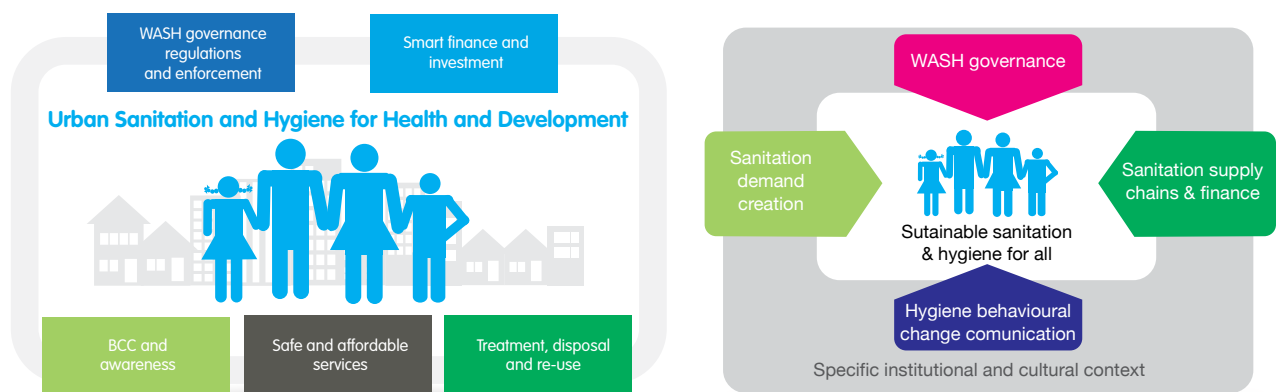 WASH governance
regulations
and enforcement
Smart finance and
investment
Urban Sanitation and Hygiene for Health and Development
BCC and
awareness
Safe and affordable
services
Treatment, disposal
and re-use
WASH governance
Sanitation
demand
creation
Sanitation supply
chains & finance
Sutainable sanitation
& hygiene for all
Hygiene behavioural
change comunication
Specific institutional and cultural context